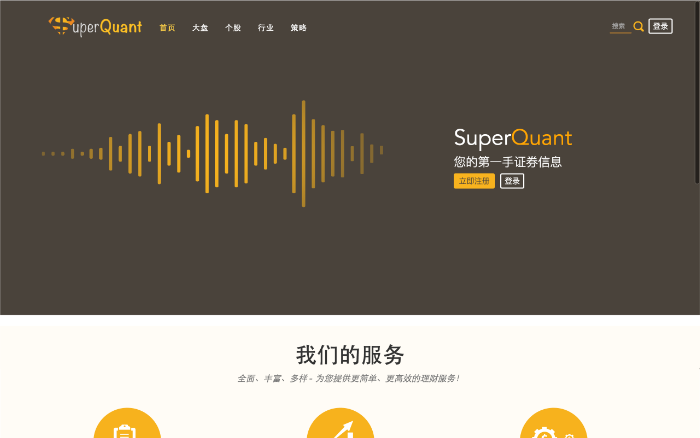 SuperQuant 首页 大盘 个股 行业 策略 搜索 登录
SuperQuant
您的第一手证券信息
立即注册 登录
我们的服务
全面、丰富、多样 - 为您提供更简单、更高效的理财服务！